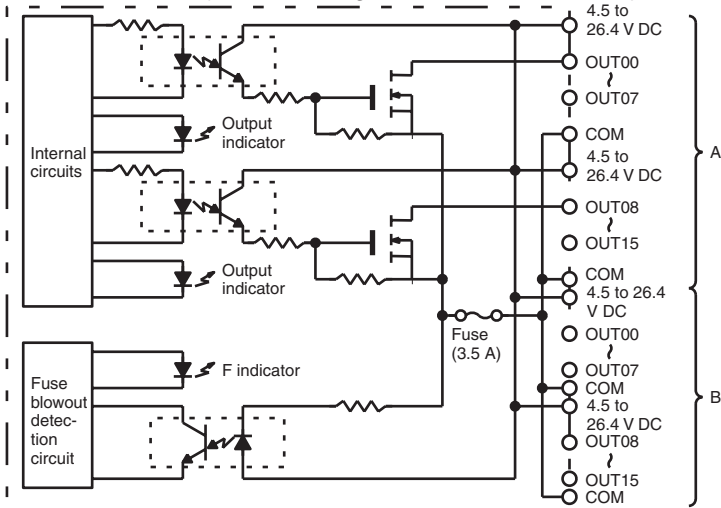 4.5 to
26.4 V DC
OUT00
OUT07
COM
4.5 to
26.4 V DC
A
OUT08
OUT15
COM
4.5 to 26.4
V DC
OUT00
OUT07
COM
4.5 to
26.4 V DC
B
OUT08
OUT15
COM
Internal
circuits
Output
indicator
Output
indicator
Fuse
(3.5 A)
F indicator
Fuse
blowout
detec-
tion
circuit